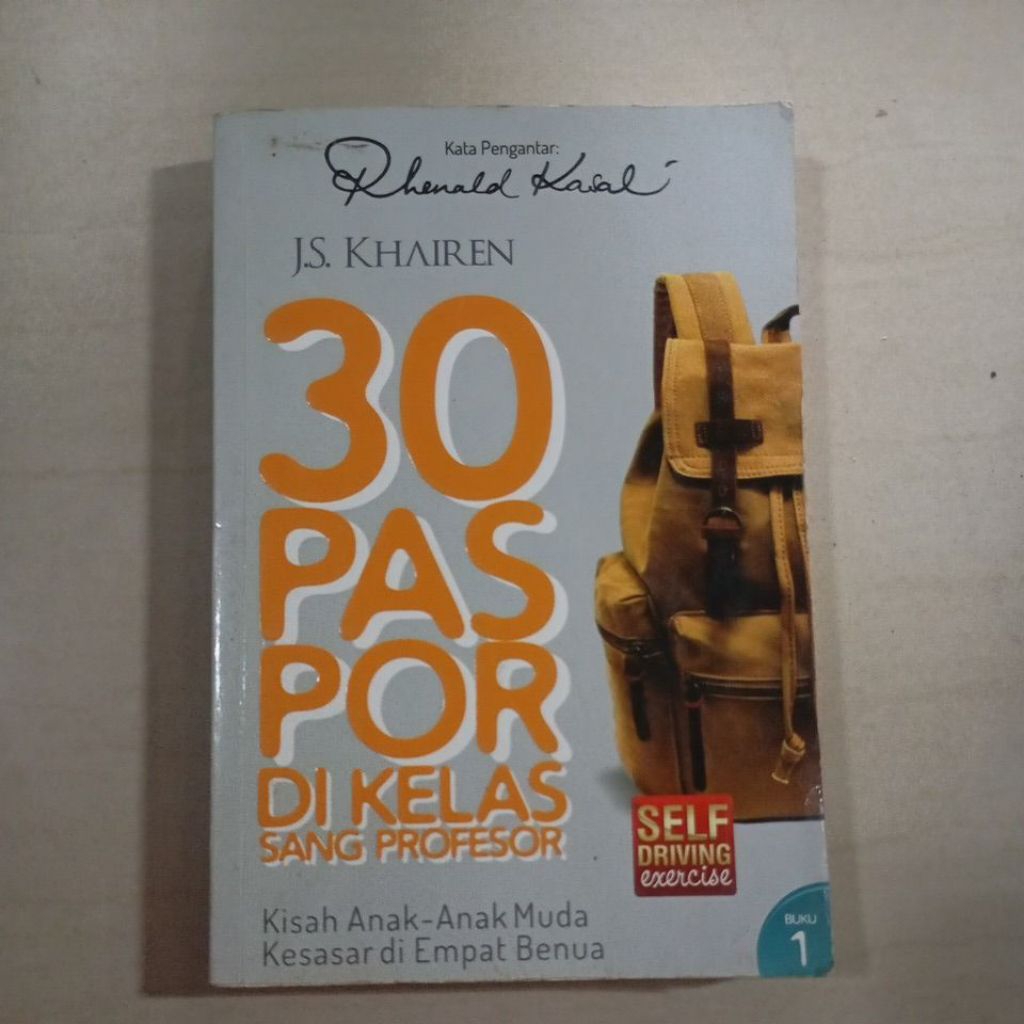 Kata Pengantar:
Rhenald Kasali
J.S. KHAIREN
30
PAS
POR
DI KELAS
SANG PROFESOR
SELF
DRIVING
exercise
Kisah Anak-Anak Muda
Kesasar di Empat Benua
BUKU
1